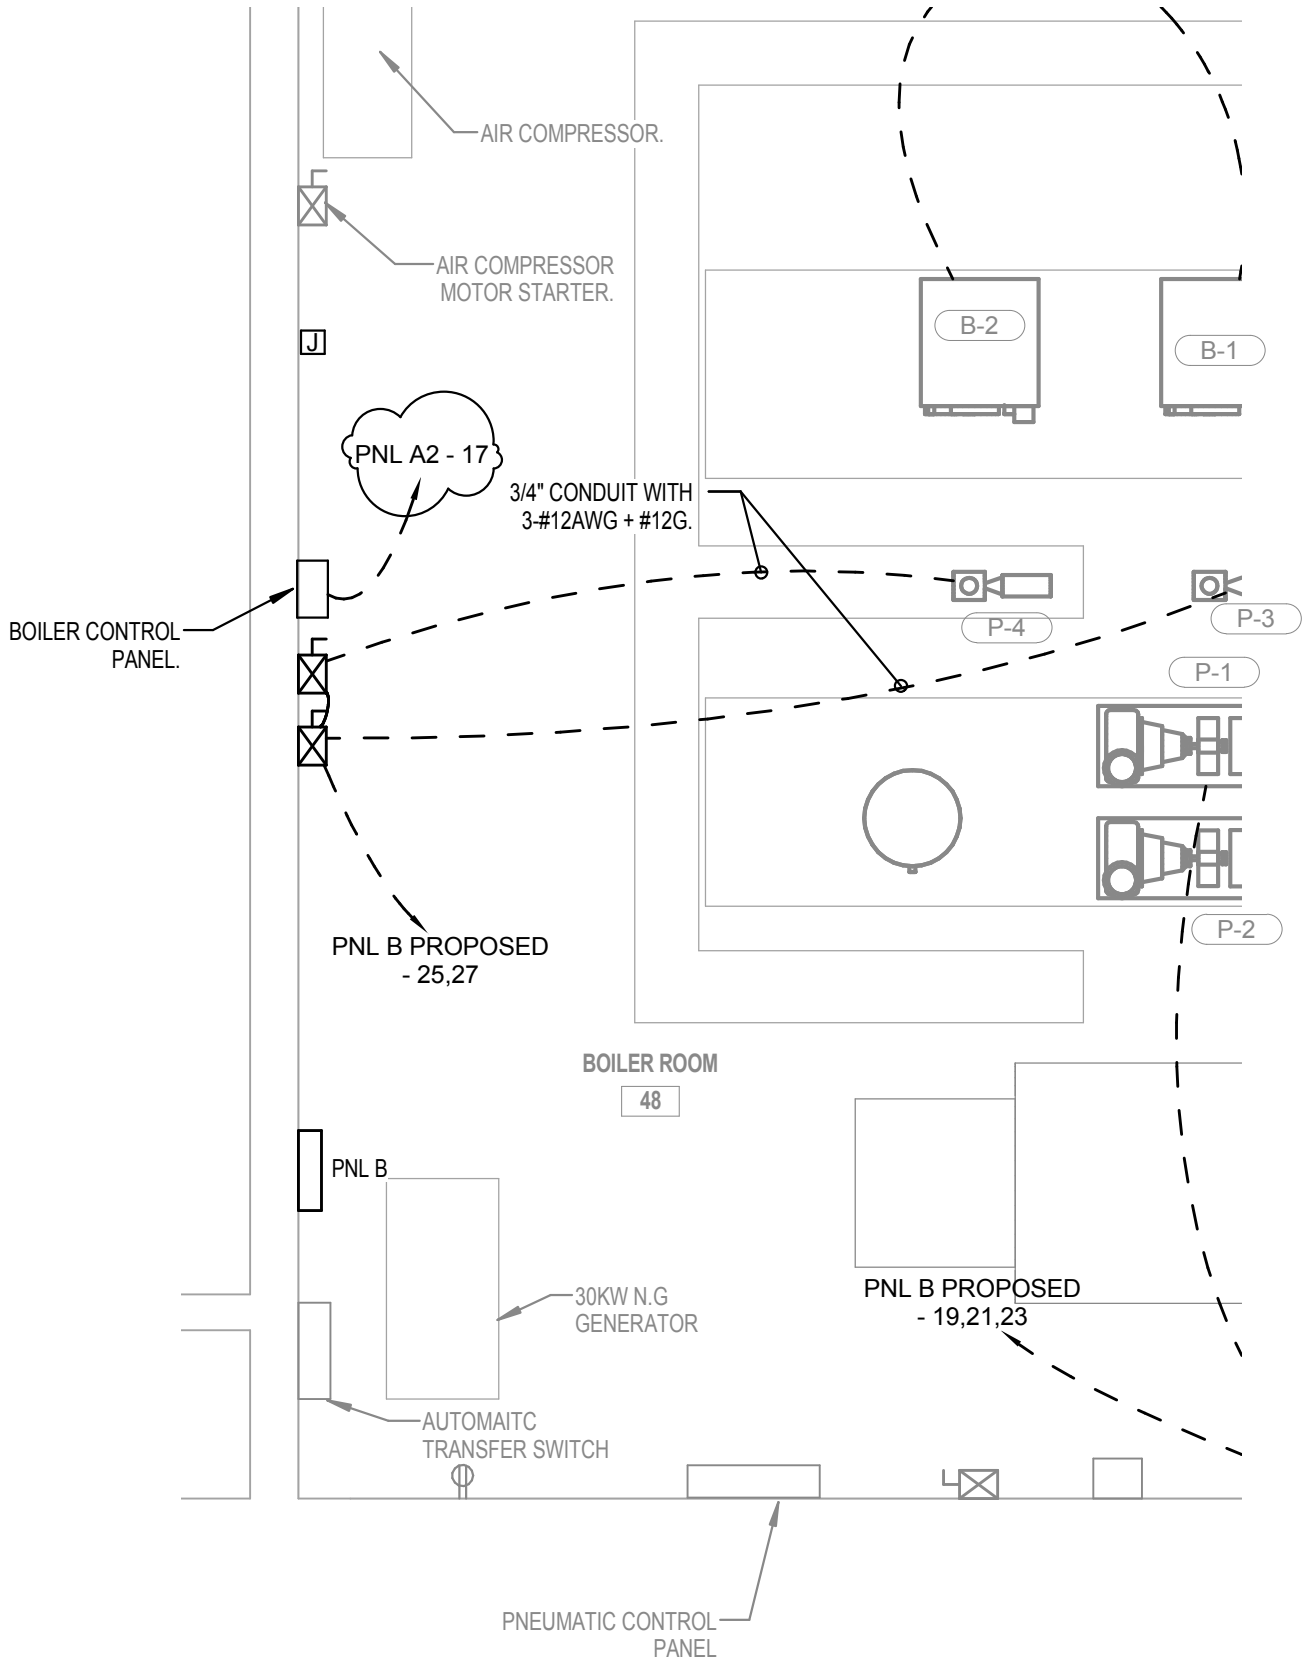 AIR COMPRESSOR.
AIR COMPRESSOR
MOTOR STARTER.
B-2
B-1
J
PNL A2 - 17
3/4" CONDUIT WITH
3-#12AWG + #12G.
BOILER CONTROL
PANEL.
P-4
P-3
P-1
P-2
PNL B PROPOSED
- 25,27
BOILER ROOM
48
PNL B
30KW N.G
GENERATOR
PNL B PROPOSED
- 19,21,23
AUTOMAITC
TRANSFER SWITCH
PNEUMATIC CONTROL
PANEL